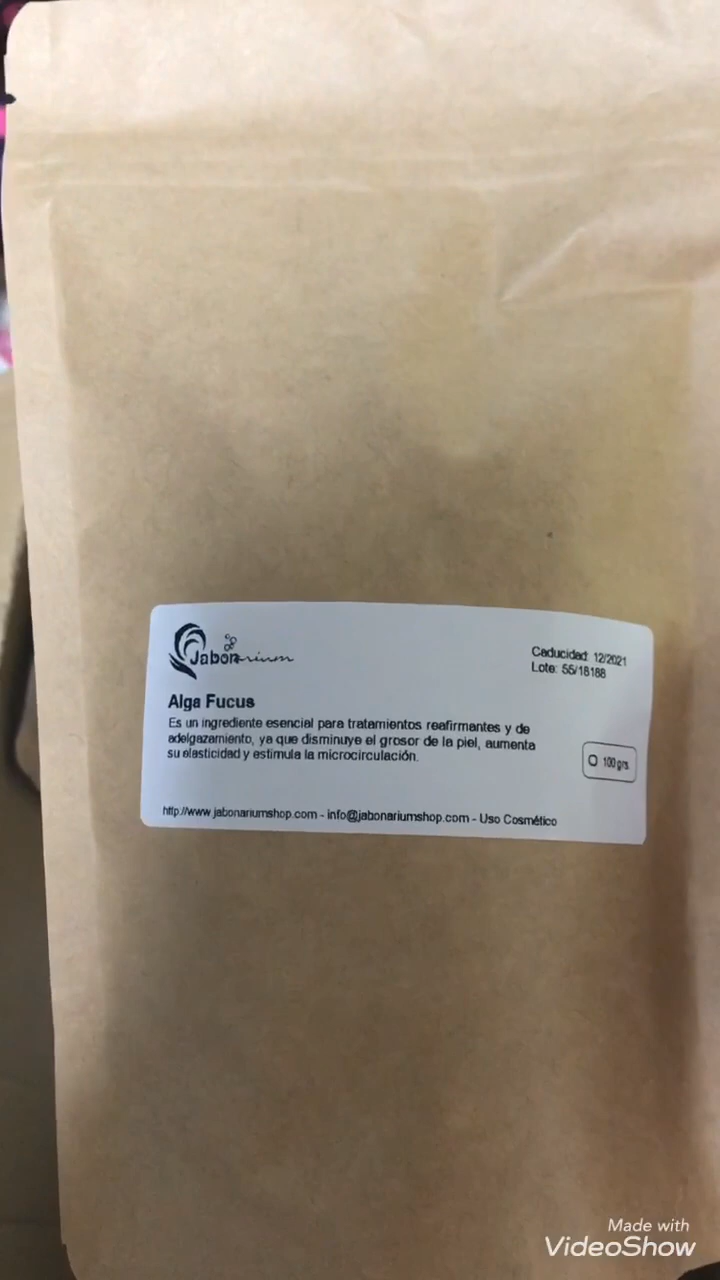 Jabonarium
Caducidad: 12/2021
Lote: 55/18188
Alga Fucus
Es un ingrediente esencial para tratamientos reafirmantes y de
adelgazamiento, ya que disminuye el grosor de la piel, aumenta
su elasticidad y estimula la microcirculación.
100 grs.
http://www.jabonariumshop.com - info@jabonariumshop.com - Uso Cosmético
Made with
VideoShow